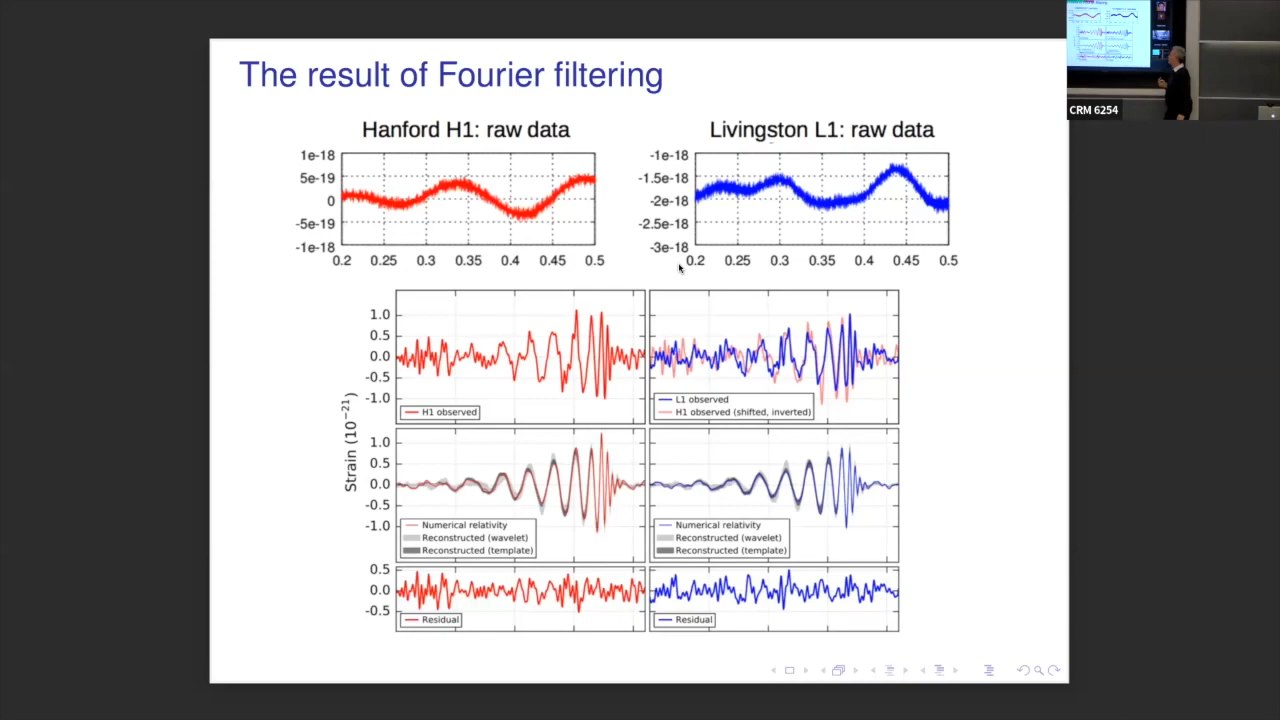 The result of Fourier filtering
Hanford H1: raw data
Livingston L1: raw data
1e-18
5e-19
0
-5e-19
-1e-18
0.2 0.25 0.3 0.35 0.4 0.45 0.5
-1e-18
-1.5e-18
-2e-18
-2.5e-18
-3e-18
0.2 0.25 0.3 0.35 0.4 0.45 0.5
Strain (10⁻²¹)
1.0
0.5
0.0
-0.5
-1.0
H1 observed
L1 observed
H1 observed (shifted, inverted)
1.0
0.5
0.0
-0.5
-1.0
Numerical relativity
Reconstructed (wavelet)
Reconstructed (template)
Numerical relativity
Reconstructed (wavelet)
Reconstructed (template)
0.5
0.0
-0.5
Residual
Residual
CRM 6254